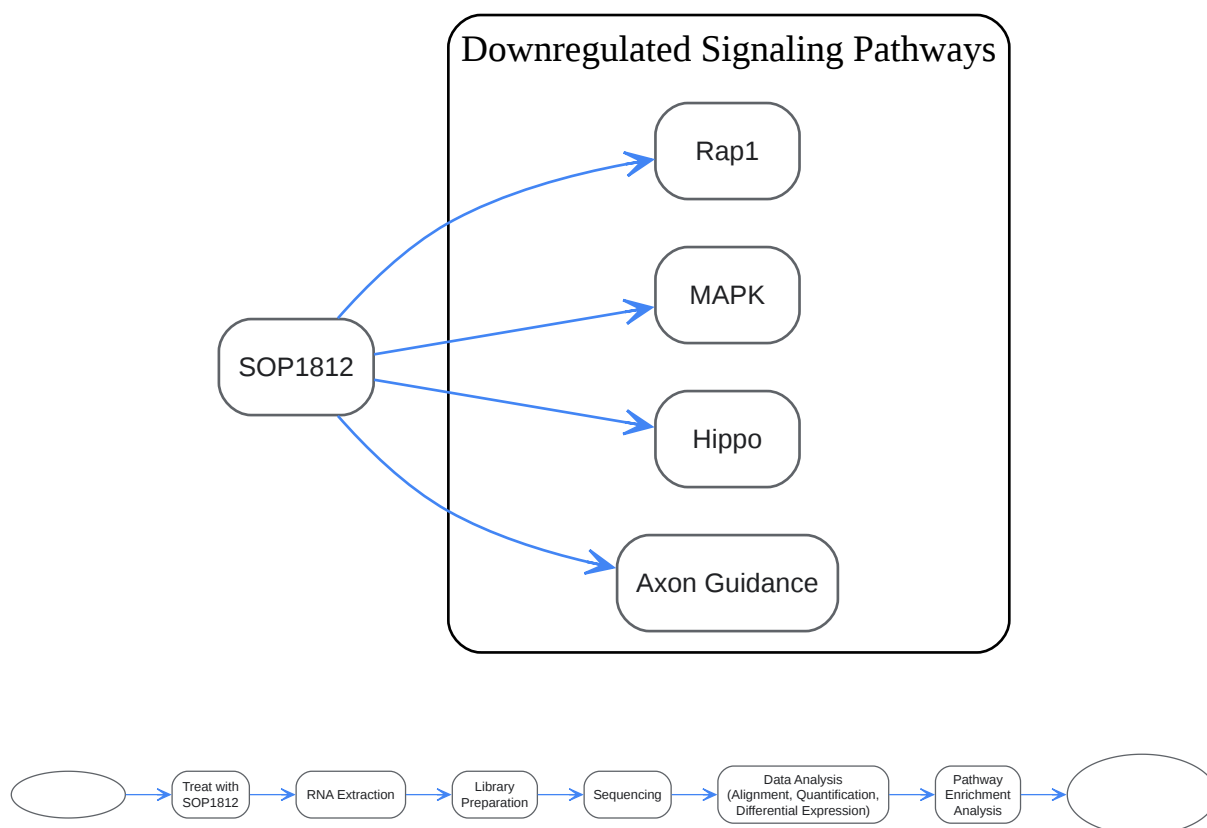 Downregulated Signaling Pathways
Rap1
MAPK
SOP1812
Hippo
Axon Guidance
Treat with
SOP1812
RNA Extraction
Library
Preparation
Sequencing
Data Analysis
(Alignment, Quantification,
Differential Expression)
Pathway
Enrichment
Analysis